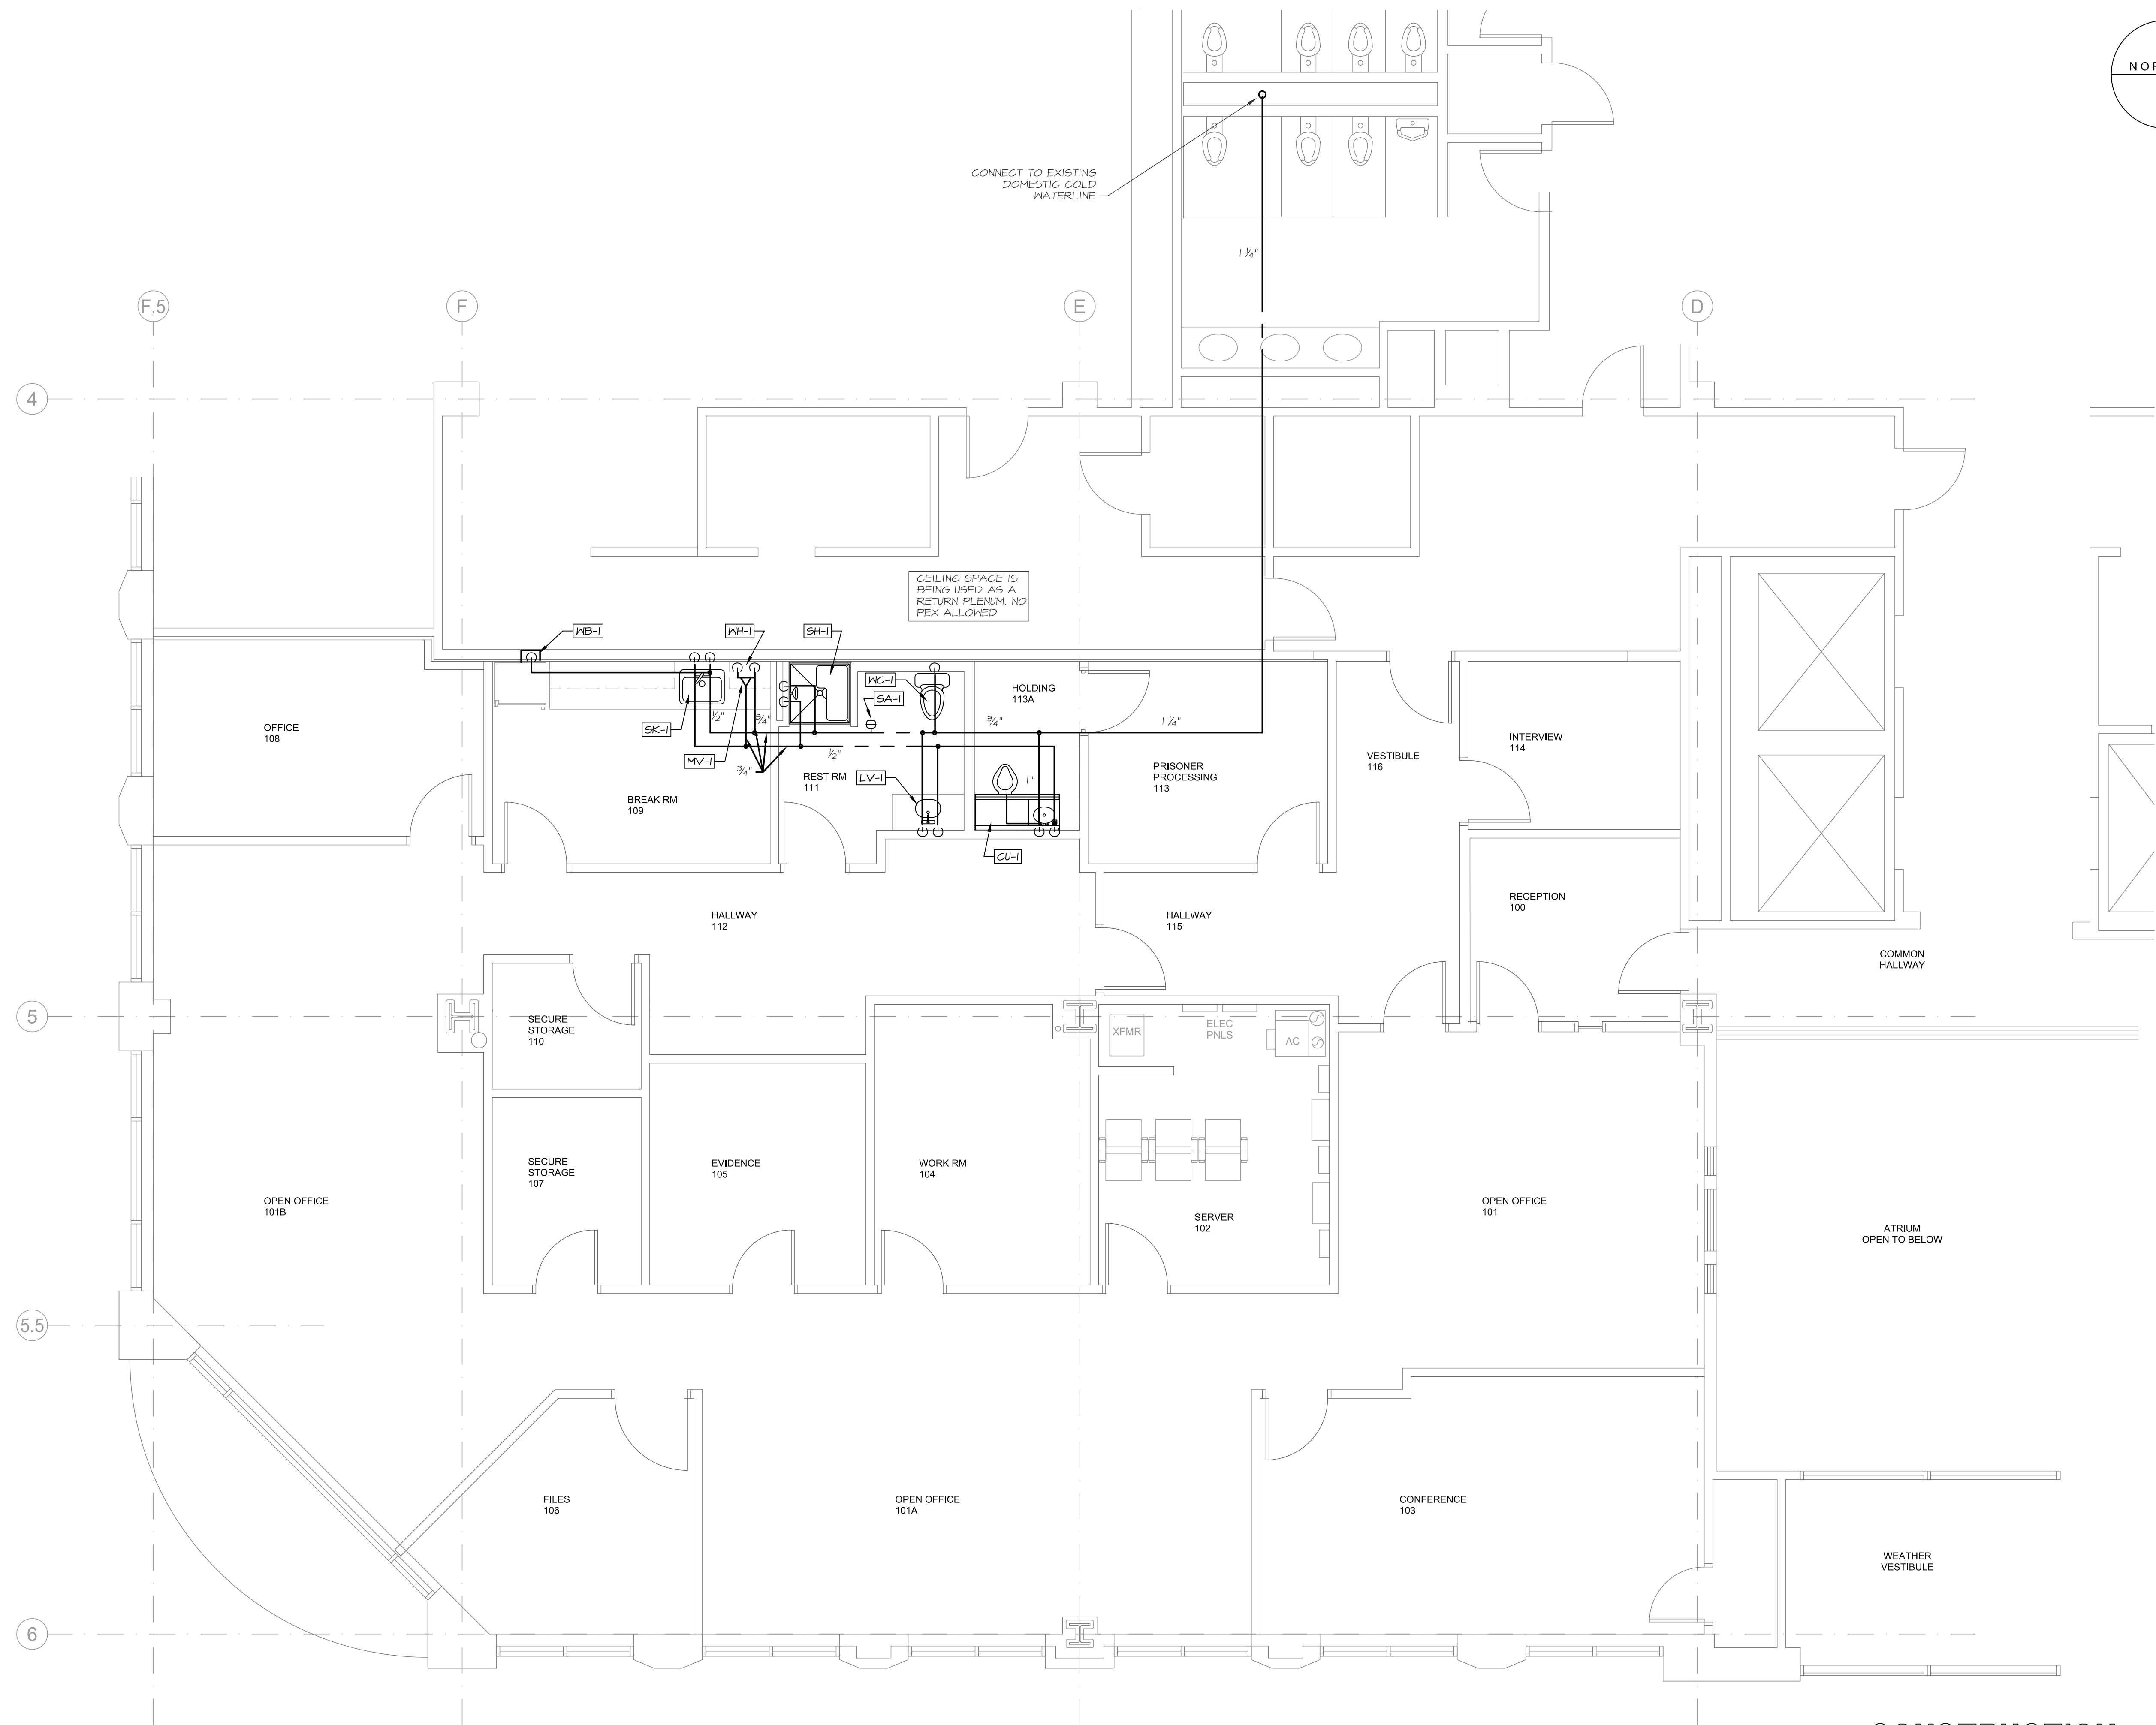 NOR
CONNECT TO EXISTING
DOMESTIC COLD
WATERLINE
1 1/4"
F.5
F
E
D
4
CEILING SPACE IS
BEING USED AS A
RETURN PLENUM, NO
PEX ALLOWED
WB-1
WH-1
SH-1
WC-1
SA-1
HOLDING
113A
OFFICE
108
SK-1
1/2"
3/4"
3/4"
1 1/4"
MV-1
3/4"
1/2"
REST RM
111
LV-1
1"
PRISONER
PROCESSING
113
VESTIBULE
116
INTERVIEW
114
BREAK RM
109
CU-1
HALLWAY
112
HALLWAY
115
RECEPTION
100
COMMON
HALLWAY
5
SECURE
STORAGE
110
XFMR
ELEC
PNLS
AC
SECURE
STORAGE
107
EVIDENCE
105
WORK RM
104
SERVER
102
OPEN OFFICE
101B
OPEN OFFICE
101
ATRIUM
OPEN TO BELOW
5.5
FILES
106
OPEN OFFICE
101A
CONFERENCE
103
WEATHER
VESTIBULE
6